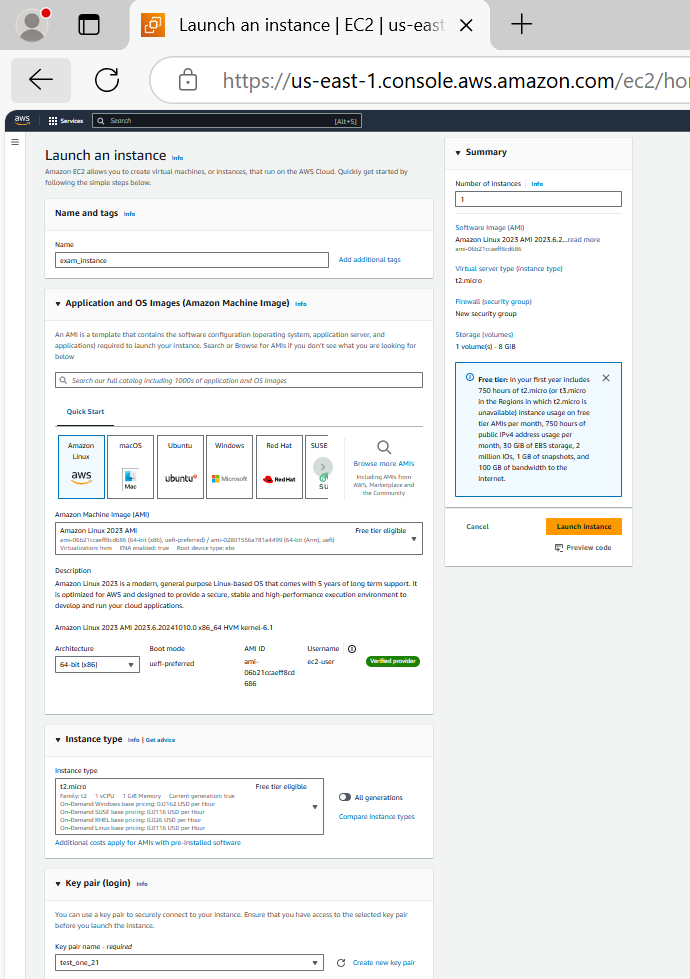 Launch an instance | EC2 | us-eas
https://us-east-1.console.aws.amazon.com/ec2/ho
aws
Services
Search
[Alt+S]
Launch an instance Info
Amazon EC2 allows you to create virtual machines, or instances, that run on the AWS Cloud. Quickly get started by
following the simple steps below.
Name and tags Info
Name
exam_instance
Add additional tags
Application and OS Images (Amazon Machine Image) Info
An AMI is a template that contains the software configuration (operating system, application server, and
applications) required to launch your instance. Search or Browse for AMIs if you don't see what you are looking for
below
Search our full catalog including 1000s of application and OS images
Quick Start
Amazon
Linux
aws
macOS
Mac
Ubuntu
ubuntu
Windows
Microsoft
Red Hat
Red Hat
SUSE
SU
Browse more AMIs
Including AMIs from
AWS, Marketplace and
the Community
Amazon Machine Image (AMI)
Amazon Linux 2023 AMI
Free tier eligible
ami-06b21ccaeff8cd686 (64-bit (x86), uefi-preferred) / ami-02801556a781a4499 (64-bit (Arm), uefi)
Virtualization: hvm ENA enabled: true Root device type: ebs
Description
Amazon Linux 2023 is a modern, general purpose Linux-based OS that comes with 5 years of long term support. It
is optimized for AWS and designed to provide a secure, stable and high-performance execution environment to
develop and run your cloud applications.
Amazon Linux 2023 AMI 2023.6.20241010.0 x86_64 HVM kernel-6.1
Architecture
64-bit (x86)
Boot mode
uefi-preferred
AMI ID
ami-
06b21ccaeff8cd
686
Username
ec2-user
Verified provider
Instance type Info | Get advice
Instance type
t2.micro
Free tier eligible
Family: t2 1 vCPU 1 GiB Memory Current generation: true
On-Demand Windows base pricing: 0.0162 USD per Hour
On-Demand SUSE base pricing: 0.0116 USD per Hour
On-Demand RHEL base pricing: 0.026 USD per Hour
On-Demand Linux base pricing: 0.0116 USD per Hour
All generations
Compare instance types
Additional costs apply for AMIs with pre-installed software
Key pair (login) Info
You can use a key pair to securely connect to your instance. Ensure that you have access to the selected key pair
before you launch the instance.
Key pair name - required
test_one_21
Create new key pair
Summary
Number of instances Info
1
Software Image (AMI)
Amazon Linux 2023 AMI 2023.6.2...read more
ami-06b21ccaeff8cd686
Virtual server type (instance type)
t2.micro
Firewall (security group)
New security group
Storage (volumes)
1 volume(s) - 8 GiB
Free tier: In your first year includes
750 hours of t2.micro (or t3.micro
in the Regions in which t2.micro is
unavailable) instance usage on free
tier AMIs per month, 750 hours of
public IPv4 address usage per
month, 30 GiB of EBS storage, 2
million IOs, 1 GB of snapshots, and
100 GB of bandwidth to the
internet.
Cancel
Launch instance
Preview code